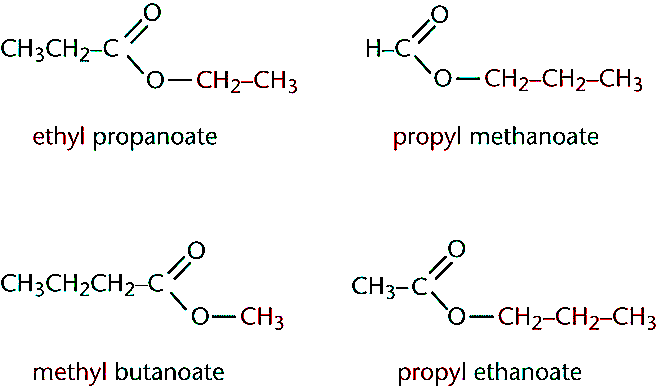 O
CH₃CH₂–C
O—CH₂–CH₃
ethyl propanoate
O
H–C
O—CH₂–CH₂–CH₃
propyl methanoate
O
CH₃CH₂CH₂–C
O—CH₃
methyl butanoate
O
CH₃–C
O—CH₂–CH₂–CH₃
propyl ethanoate